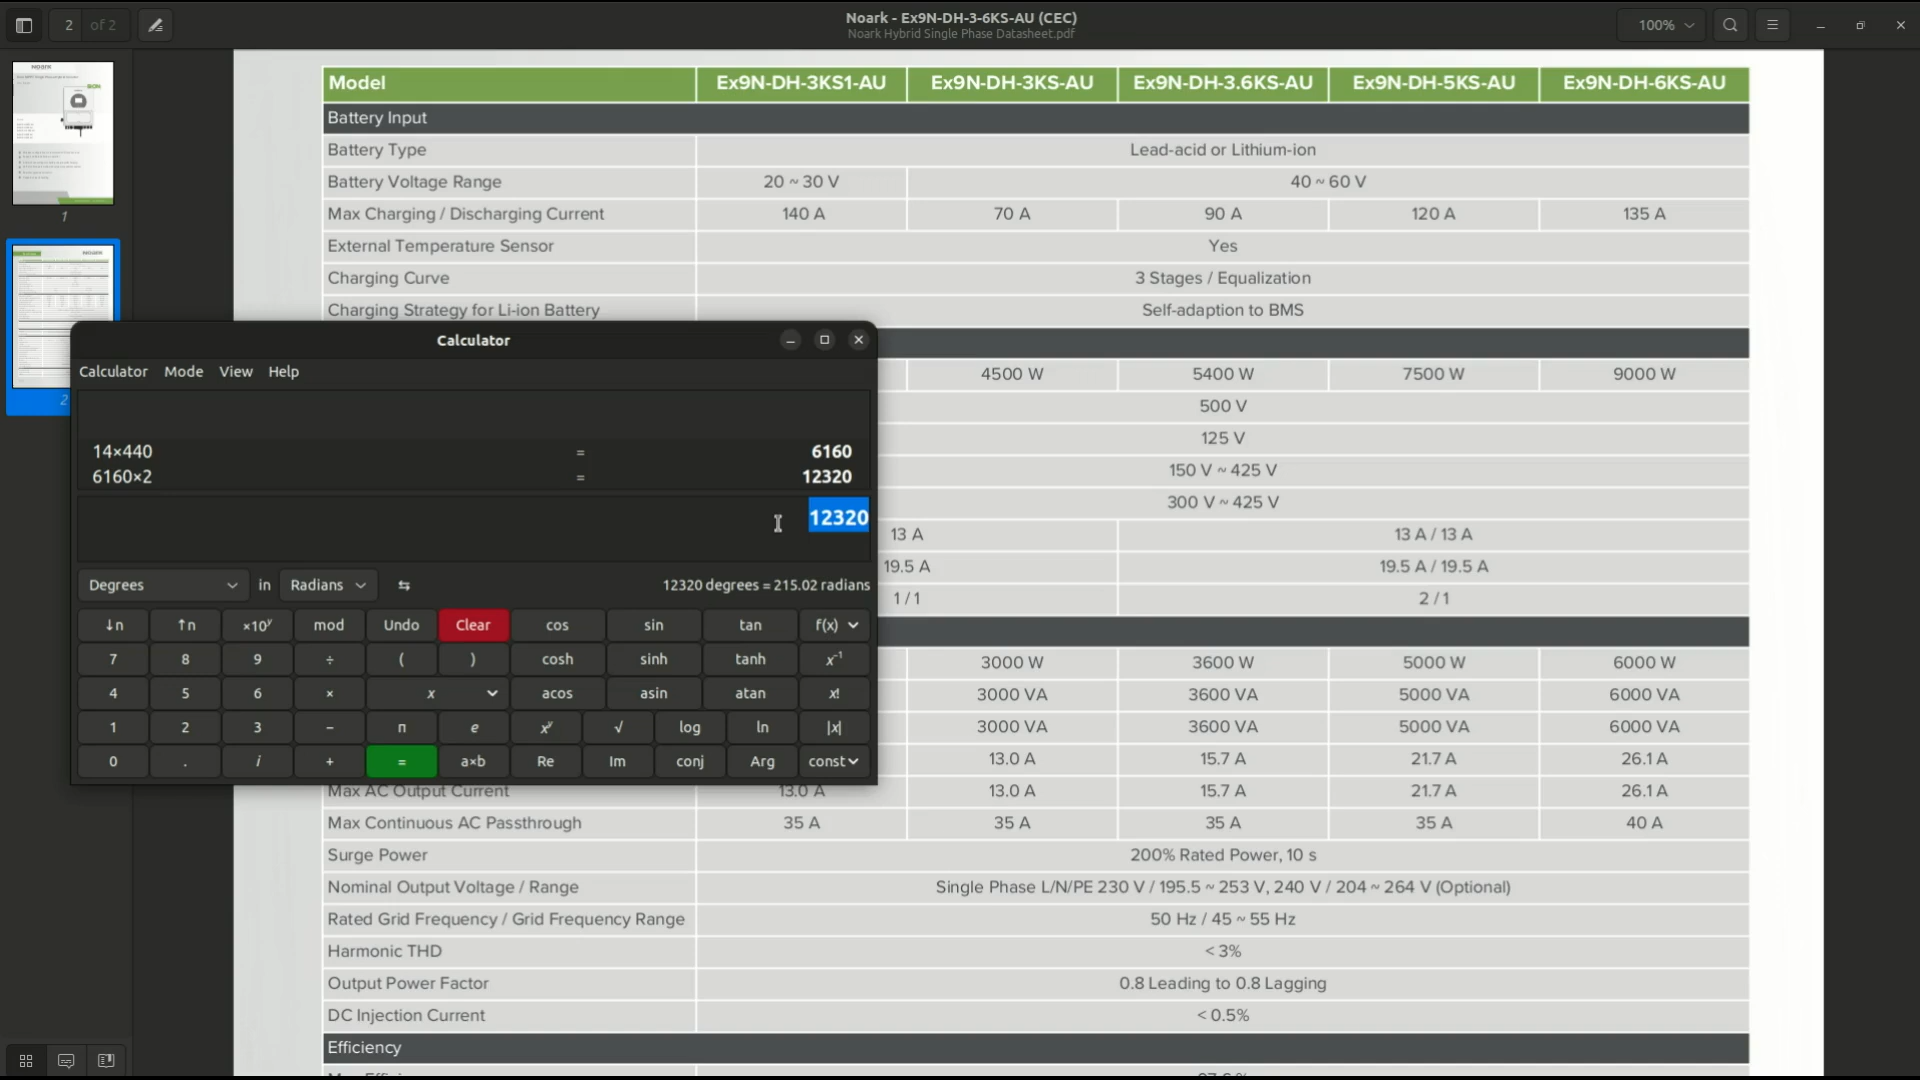 2 of 2
Noark - Ex9N-DH-3-6KS-AU (CEC)
Noark Hybrid Single Phase Datasheet.pdf
100%
1
2
Model Ex9N-DH-3KS1-AU Ex9N-DH-3KS-AU Ex9N-DH-3.6KS-AU Ex9N-DH-5KS-AU Ex9N-DH-6KS-AU
Battery Input
Battery Type Lead-acid or Lithium-ion
Battery Voltage Range 20 ~ 30 V 40 ~ 60 V
Max Charging / Discharging Current 140 A 70 A 90 A 120 A 135 A
External Temperature Sensor Yes
Charging Curve 3 Stages / Equalization
Charging Strategy for Li-ion Battery Self-adaption to BMS
4500 W 5400 W 7500 W 9000 W
500 V
125 V
150 V ~ 425 V
300 V ~ 425 V
13 A 13 A / 13 A
19.5 A 19.5 A / 19.5 A
1 / 1 2 / 1
3000 W 3600 W 5000 W 6000 W
3000 VA 3600 VA 5000 VA 6000 VA
3000 VA 3600 VA 5000 VA 6000 VA
13.0 A 15.7 A 21.7 A 26.1 A
Max AC Output Current 13.0 A 13.0 A 15.7 A 21.7 A 26.1 A
Max Continuous AC Passthrough 35 A 35 A 35 A 35 A 40 A
Surge Power 200% Rated Power, 10 s
Nominal Output Voltage / Range Single Phase L/N/PE 230 V / 195.5 ~ 253 V, 240 V / 204 ~ 264 V (Optional)
Rated Grid Frequency / Grid Frequency Range 50 Hz / 45 ~ 55 Hz
Harmonic THD < 3%
Output Power Factor 0.8 Leading to 0.8 Lagging
DC Injection Current < 0.5%
Efficiency
Calculator
Calculator Mode View Help
14×440 = 6160
6160×2 = 12320
12320
Degrees in Radians 12320 degrees = 215.02 radians
↓n ↑n ×10ʸ mod Undo Clear cos sin tan f(x)
7 8 9 ÷ ( ) cosh sinh tanh x⁻¹
4 5 6 × x acos asin atan x!
1 2 3 − π e xʸ √ log ln |x|
0 . i + = a×b Re Im conj Arg const